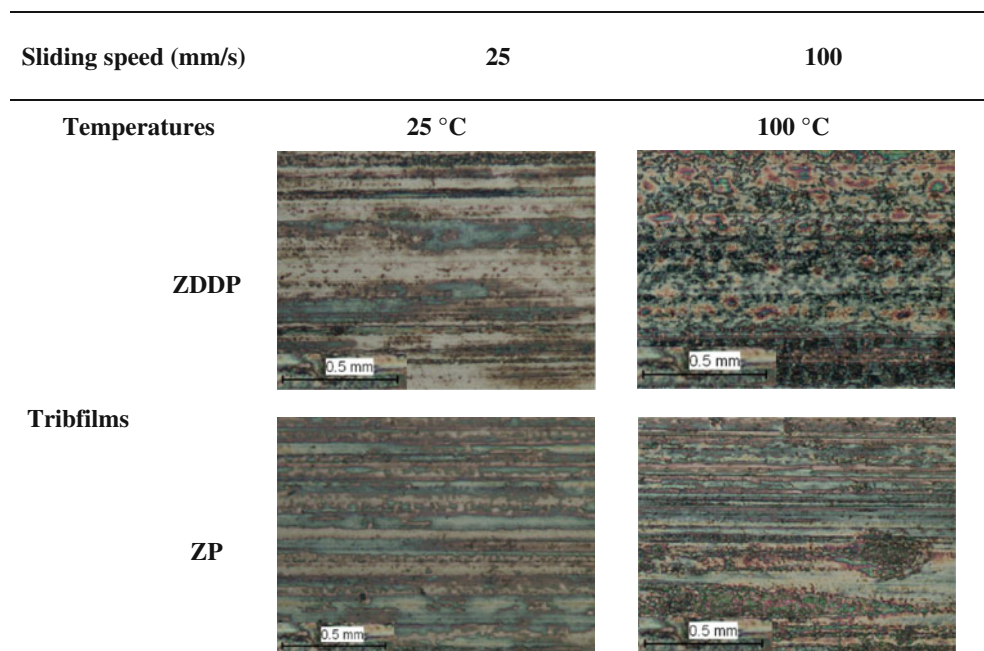 Sliding speed (mm/s) 25 100
Temperatures 25 °C 100 °C
ZDDP
0.5 mm 0.5 mm
Tribfilms
ZP
0.5 mm 0.5 mm